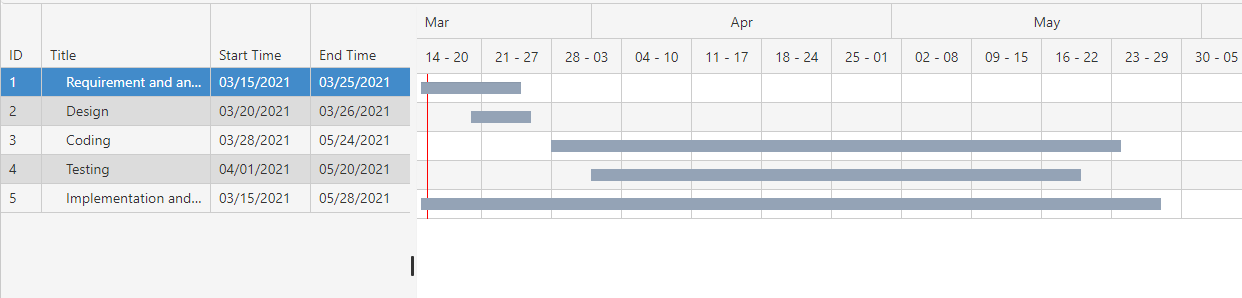 Mar Apr May
ID Title Start Time End Time 14 - 20 21 - 27 28 - 03 04 - 10 11 - 17 18 - 24 25 - 01 02 - 08 09 - 15 16 - 22 23 - 29 30 - 05
1 Requirement and an... 03/15/2021 03/25/2021
2 Design 03/20/2021 03/26/2021
3 Coding 03/28/2021 05/24/2021
4 Testing 04/01/2021 05/20/2021
5 Implementation and... 03/15/2021 05/28/2021